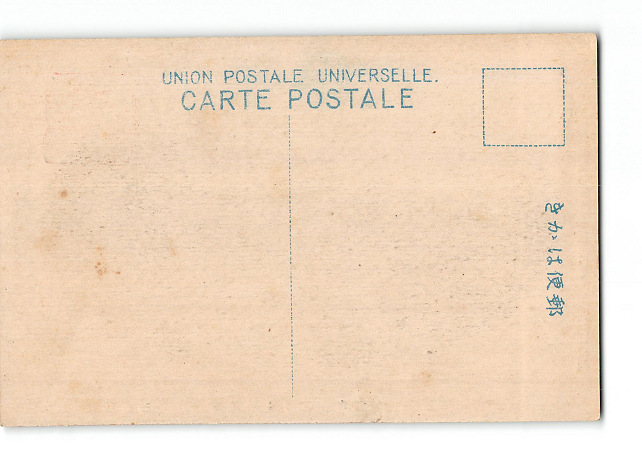 UNION POSTALE UNIVERSELLE.
CARTE POSTALE
きかは便郵